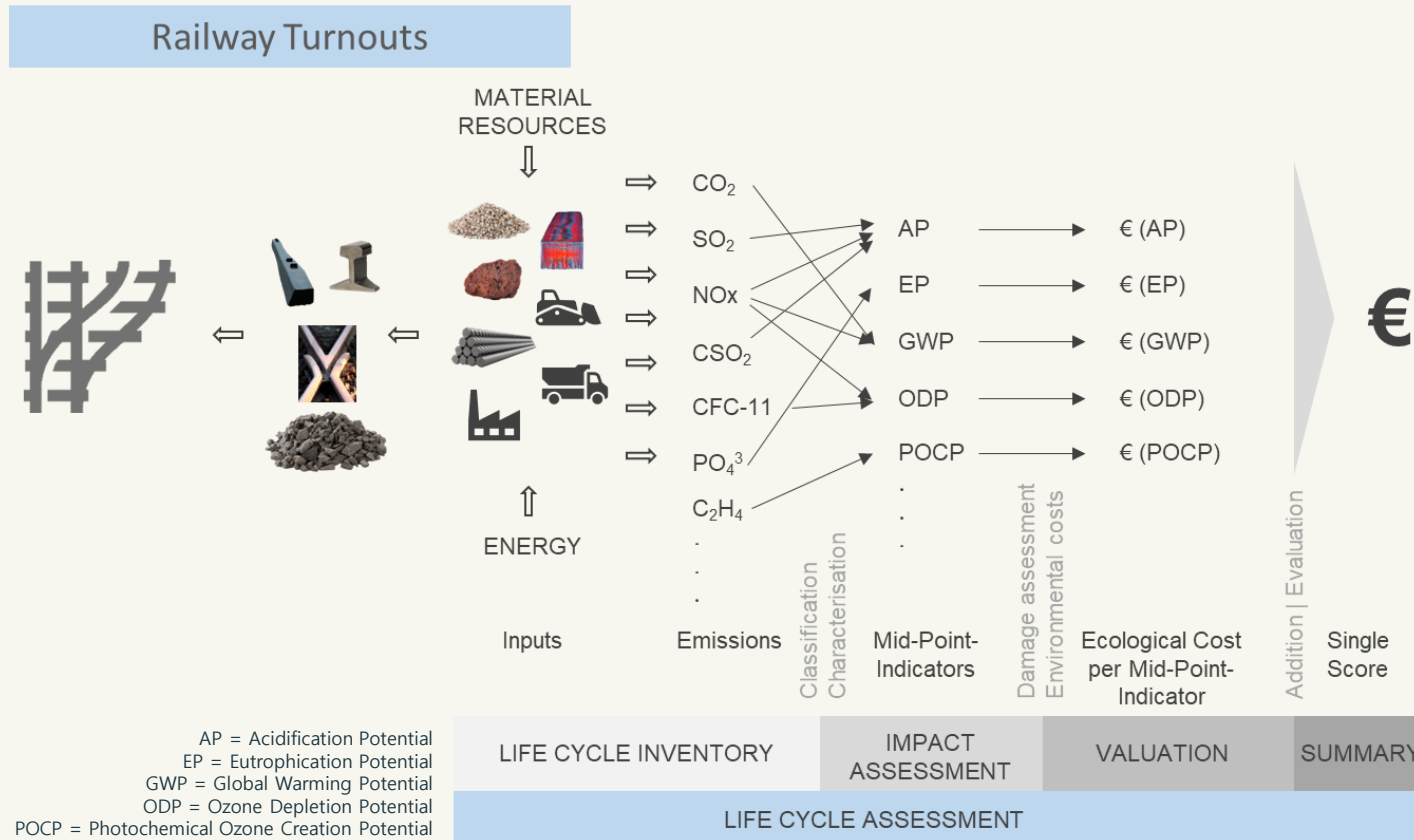 Railway Turnouts
MATERIAL
RESOURCES
CO₂
SO₂
NOx
CSO₂
CFC-11
PO₄³
C₂H₄
.
.
.
AP
EP
GWP
ODP
POCP
.
.
.
€ (AP)
€ (EP)
€ (GWP)
€ (ODP)
€ (POCP)
€
ENERGY
Classification
Characterisation
Damage assessment
Environmental costs
Addition | Evaluation
Inputs
Emissions
Mid-Point-
Indicators
Ecological Cost
per Mid-Point-
Indicator
Single
Score
AP = Acidification Potential
EP = Eutrophication Potential
GWP = Global Warming Potential
ODP = Ozone Depletion Potential
POCP = Photochemical Ozone Creation Potential
LIFE CYCLE INVENTORY
IMPACT
ASSESSMENT
VALUATION
SUMMARY
LIFE CYCLE ASSESSMENT